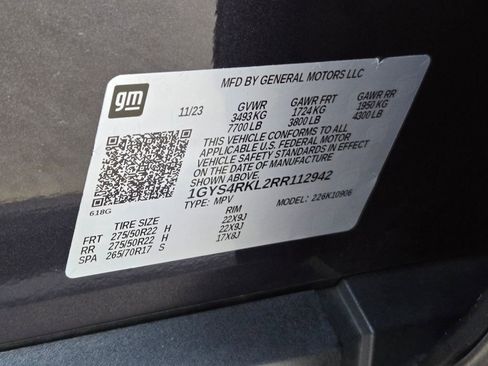 gm
MFD BY GENERAL MOTORS LLC
11/23 GVWR GAWR FRT GAWR RR
3493 KG 1724 KG 1950 KG
7700 LB 3800 LB 4300 LB
THIS VEHICLE CONFORMS TO ALL
APPLICABLE U.S. FEDERAL MOTOR
VEHICLE SAFETY STANDARDS IN EFFECT
ON THE DATE OF MANUFACTURE
SHOWN ABOVE.
1GYS4RKL2RR112942
618G TYPE: MPV MODEL: 226K10906
TIRE SIZE RIM
FRT 275/50R22 H 22X9J
RR 275/50R22 H 22X9J
SPA 265/70R17 S 17X8J